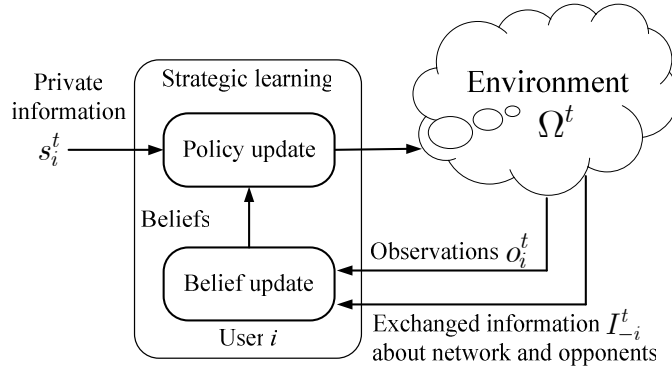 Private
information
s_i^t
Strategic learning
Policy update
Beliefs
Belief update
User i
Environment
Ω^t
Observations o_i^t
Exchanged information I_{-i}^t
about network and opponents